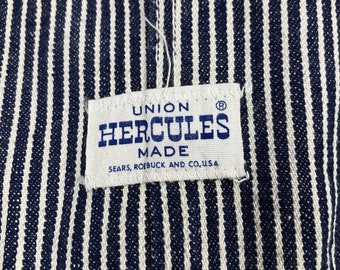 UNION
HERCULES ®
MADE
SEARS, ROEBUCK AND CO., U.S.A.